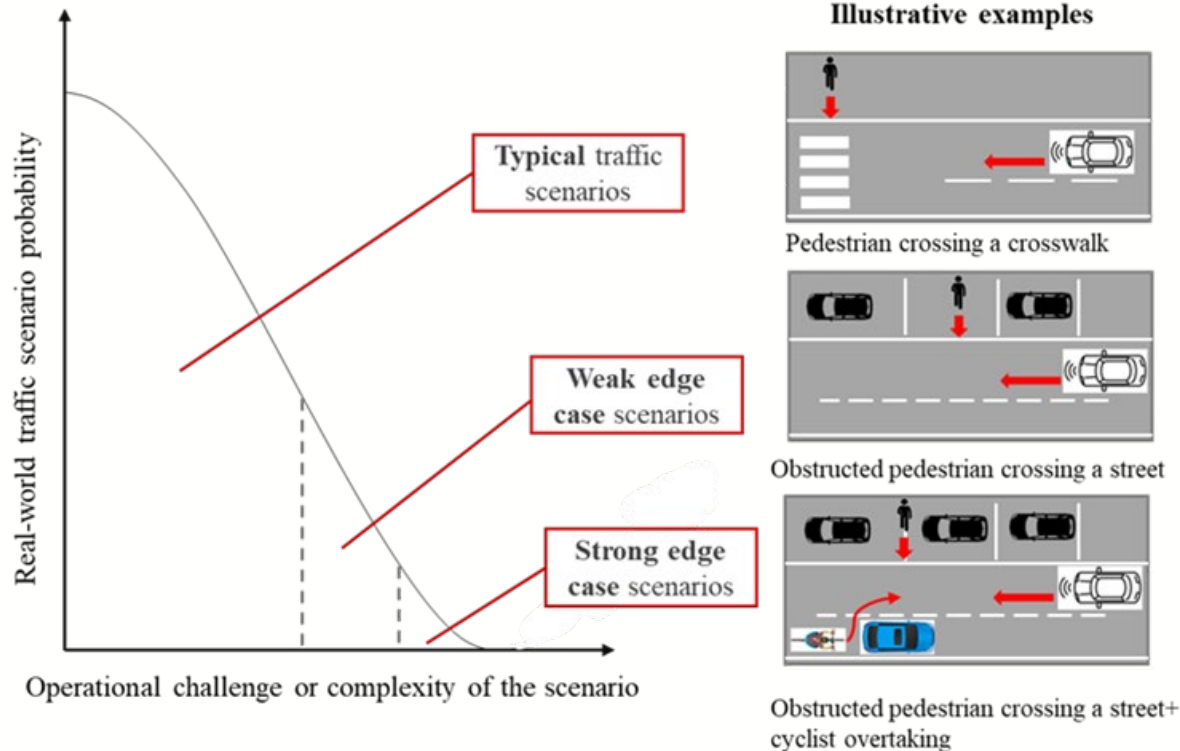 Illustrative examples
Real-world traffic scenario probability
Typical traffic
scenarios
Weak edge
case scenarios
Strong edge
case scenarios
Operational challenge or complexity of the scenario
Pedestrian crossing a crosswalk
Obstructed pedestrian crossing a street
Obstructed pedestrian crossing a street+
cyclist overtaking